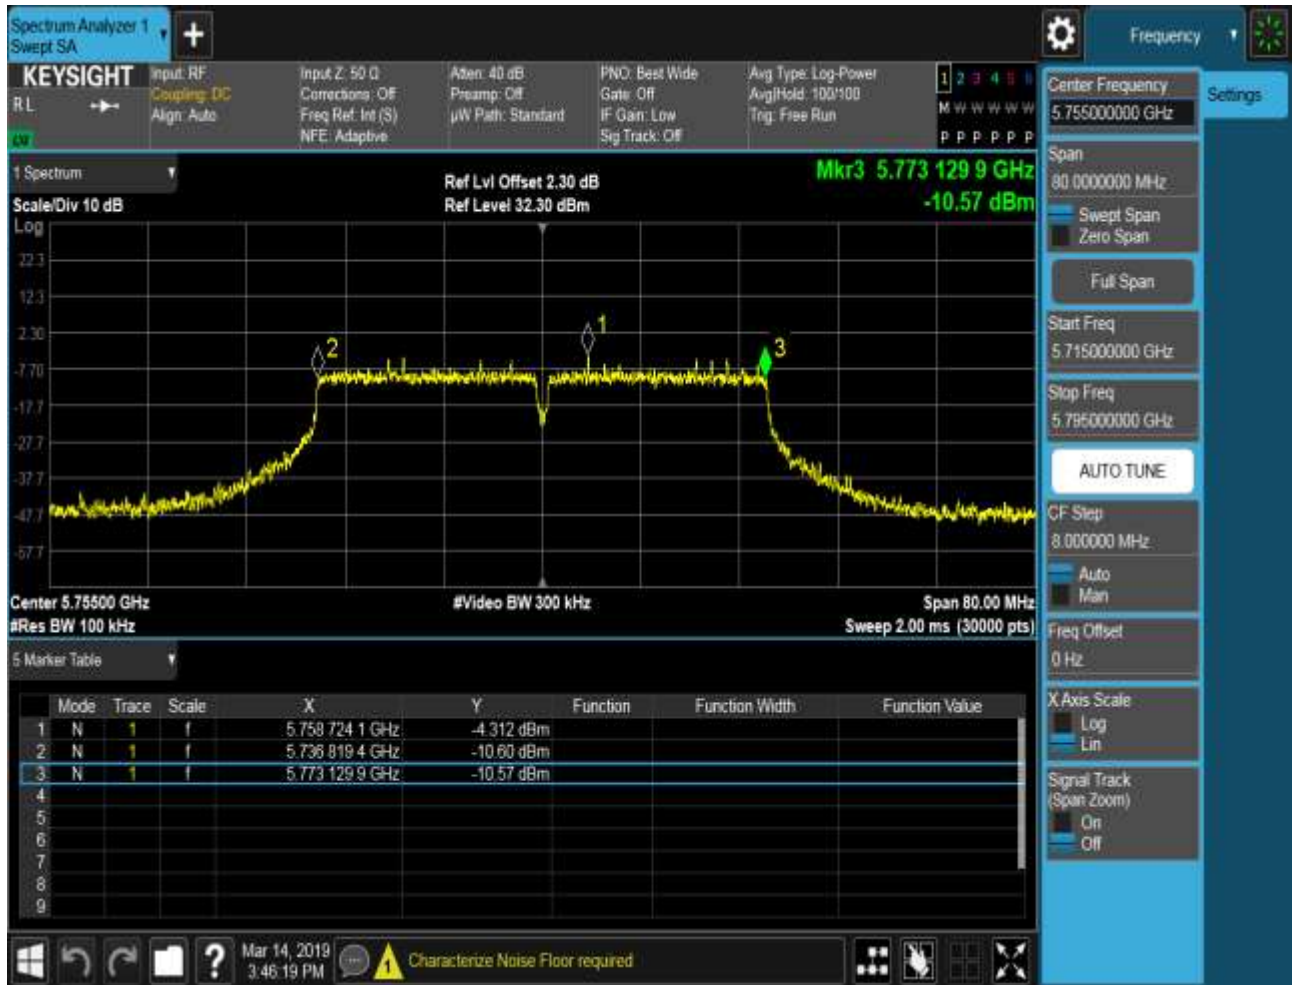 Spectrum Analyzer 1
Swept SA
+
Frequency
KEYSIGHT
RL
Input: RF
Coupling: DC
Align: Auto
Input Z: 50 Ω
Corrections: Off
Freq Ref: Int (S)
NFE: Adaptive
Atten: 40 dB
Preamp: Off
µW Path: Standard
PNO: Best Wide
Gate: Off
IF Gain: Low
Sig Track: Off
Avg Type: Log-Power
Avg|Hold: 100/100
Trig: Free Run
1 2 3 4 5 6
M W W W W W
P P P P P P
1 Spectrum
Scale/Div 10 dB
Ref Lvl Offset 2.30 dB
Ref Level 32.30 dBm
Mkr3 5.773 129 9 GHz
-10.57 dBm
Log
22.3
12.3
2.30
-7.70
-17.7
-27.7
-37.7
-47.7
-57.7
2
1
3
Center 5.75500 GHz
#Res BW 100 kHz
#Video BW 300 kHz
Span 80.00 MHz
Sweep 2.00 ms (30000 pts)
5 Marker Table
Mode Trace Scale X Y Function Function Width Function Value
1 N 1 f 5.758 724 1 GHz -4.312 dBm
2 N 1 f 5.736 819 4 GHz -10.60 dBm
3 N 1 f 5.773 129 9 GHz -10.57 dBm
4
5
6
7
8
9
?
Mar 14, 2019
3:46:19 PM
1
Characterize Noise Floor required
Center Frequency
5.755000000 GHz
Settings
Span
80.0000000 MHz
Swept Span
Zero Span
Full Span
Start Freq
5.715000000 GHz
Stop Freq
5.795000000 GHz
AUTO TUNE
CF Step
8.000000 MHz
Auto
Man
Freq Offset
0 Hz
X Axis Scale
Log
Lin
Signal Track
(Span Zoom)
On
Off